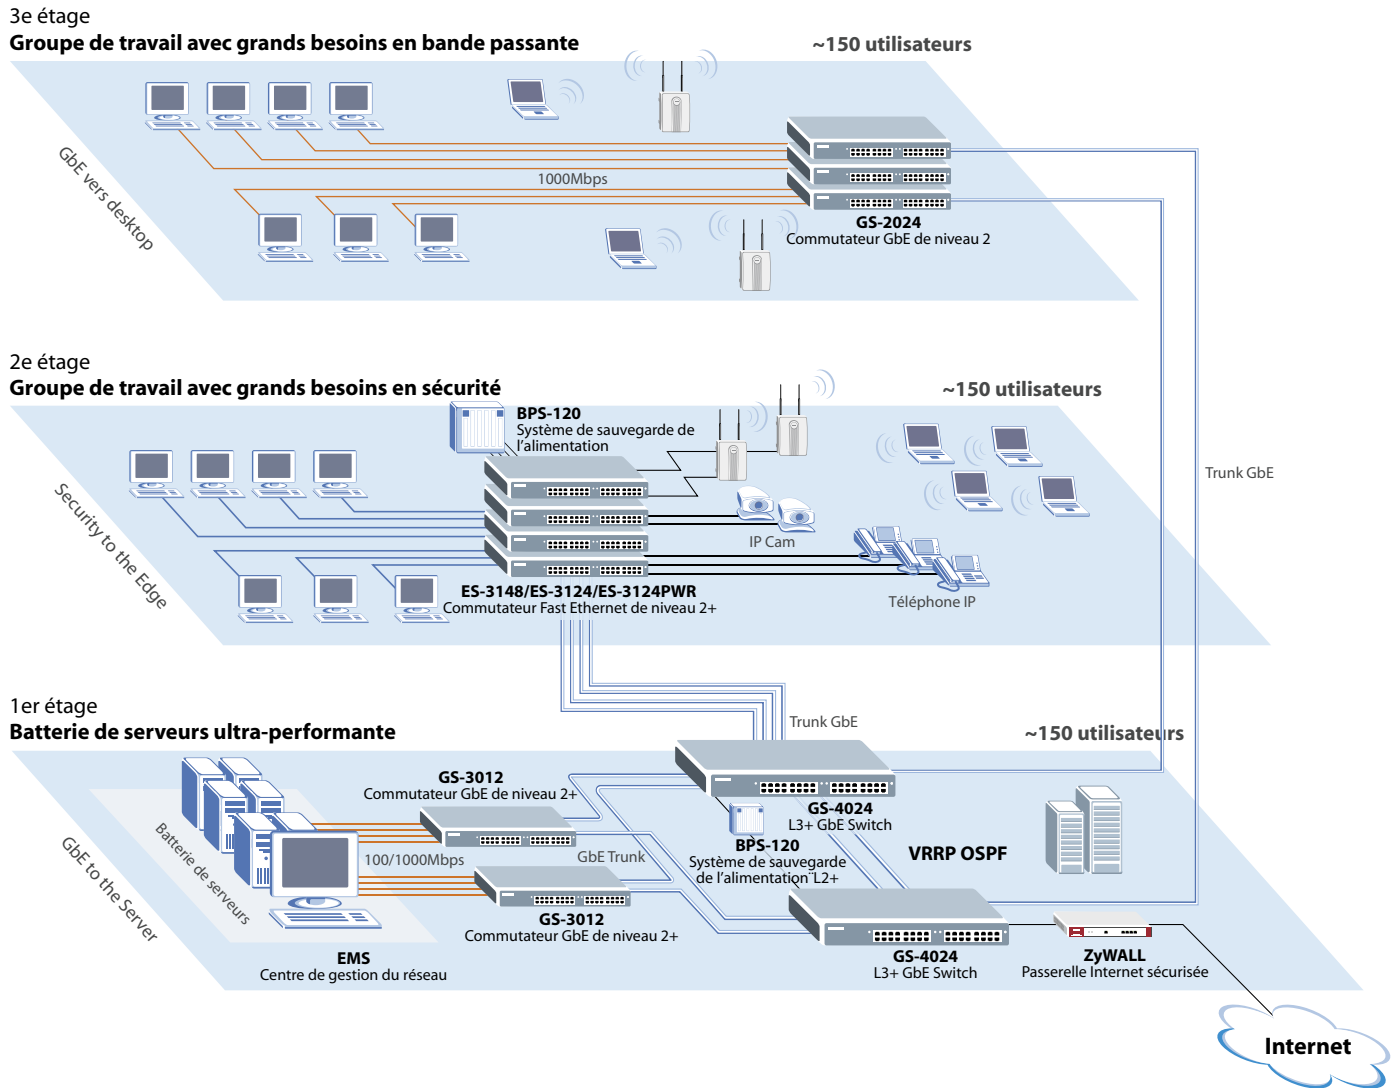 3e étage
Groupe de travail avec grands besoins en bande passante
~150 utilisateurs
GbE vers desktop
1000Mbps
GS-2024
Commutateur GbE de niveau 2
Trunk GbE
2e étage
Groupe de travail avec grands besoins en sécurité
~150 utilisateurs
BPS-120
Système de sauvegarde de
l'alimentation
Security to the Edge
IP Cam
Téléphone IP
ES-3148/ES-3124/ES-3124PWR
Commutateur Fast Ethernet de niveau 2+
1er étage
Batterie de serveurs ultra-performante
Trunk GbE
~150 utilisateurs
GbE to the Server
Batterie de serveurs
GS-3012
Commutateur GbE de niveau 2+
100/1000Mbps
GbE Trunk
GS-4024
L3+ GbE Switch
BPS-120
Système de sauvegarde
de l'alimentation¨L2+
VRRP OSPF
GS-3012
Commutateur GbE de niveau 2+
EMS
Centre de gestion du réseau
GS-4024
L3+ GbE Switch
ZyWALL
Passerelle Internet sécurisée
Internet